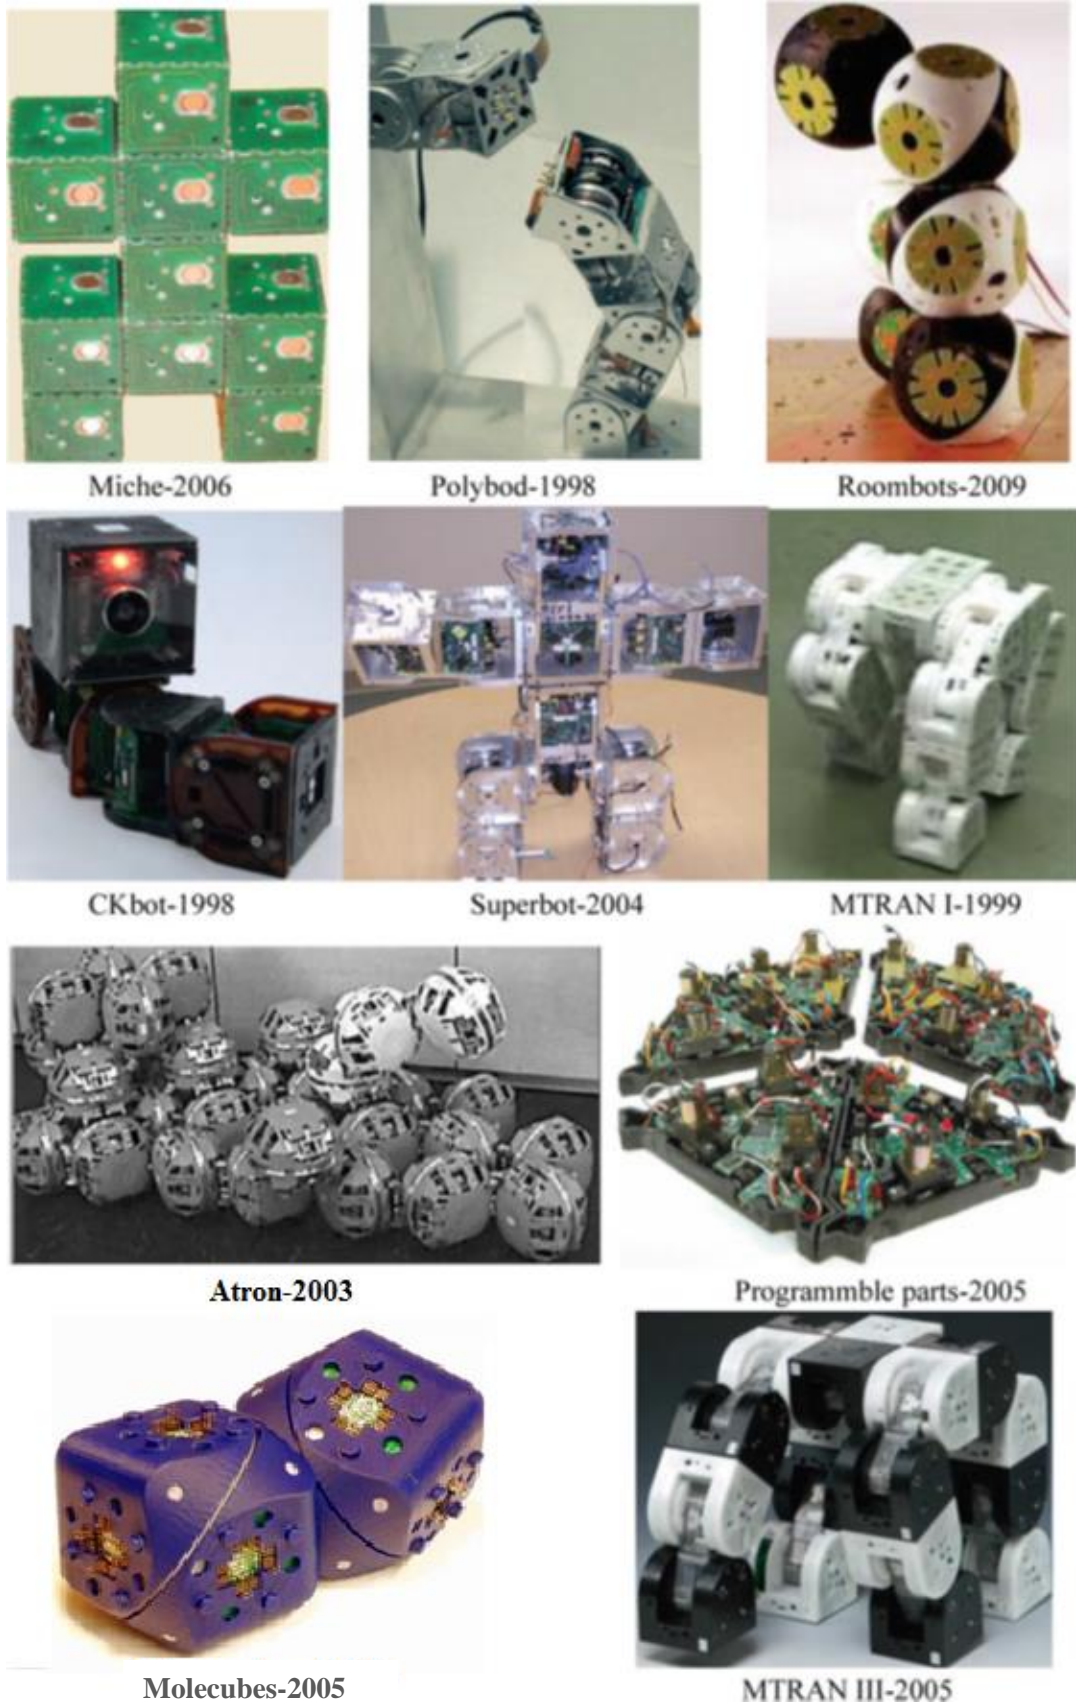 Miche-2006
Polybod-1998
Roombots-2009
CKbot-1998
Superbot-2004
MTRAN I-1999
Atron-2003
Programmble parts-2005
Molecubes-2005
MTRAN III-2005